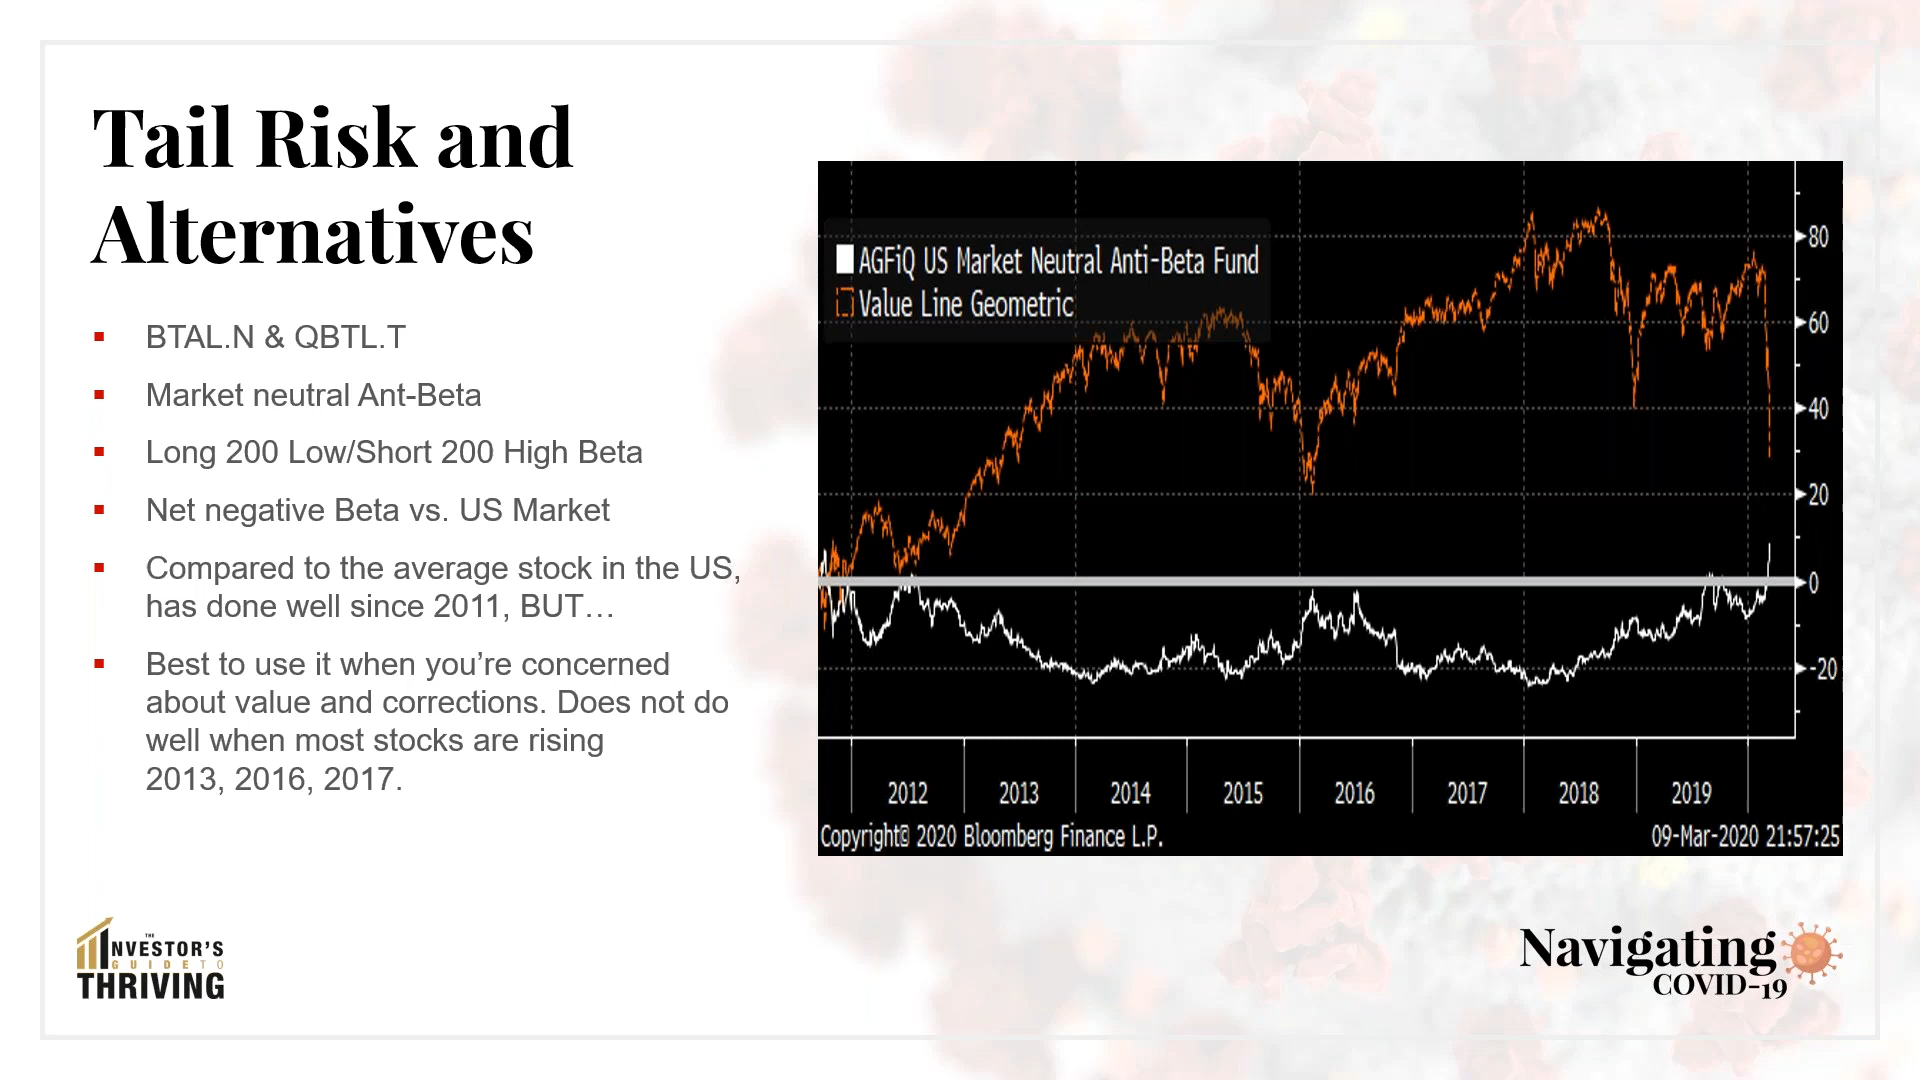 Tail Risk and
Alternatives
BTAL.N & QBTL.T
Market neutral Ant-Beta
Long 200 Low/Short 200 High Beta
Net negative Beta vs. US Market
Compared to the average stock in the US,
has done well since 2011, BUT…
Best to use it when you’re concerned
about value and corrections. Does not do
well when most stocks are rising
2013, 2016, 2017.
AGFiQ US Market Neutral Anti-Beta Fund
Value Line Geometric
80
60
40
20
0
-20
2012 2013 2014 2015 2016 2017 2018 2019
Copyright© 2020 Bloomberg Finance L.P. 09-Mar-2020 21:57:25
THE
INVESTOR'S
GUIDE TO
THRIVING
Navigating
COVID-19